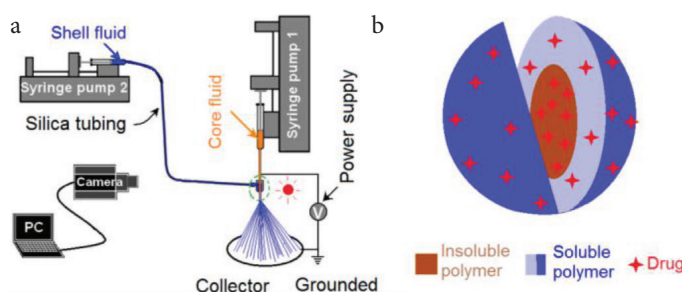 a
Shell fluid
Syringe pump 2
Silica tubing
Core fluid
Syringe pump 1
Power supply
Camera
PC
V
Collector
Grounded
b
Insoluble
polymer
Soluble
polymer
Drug